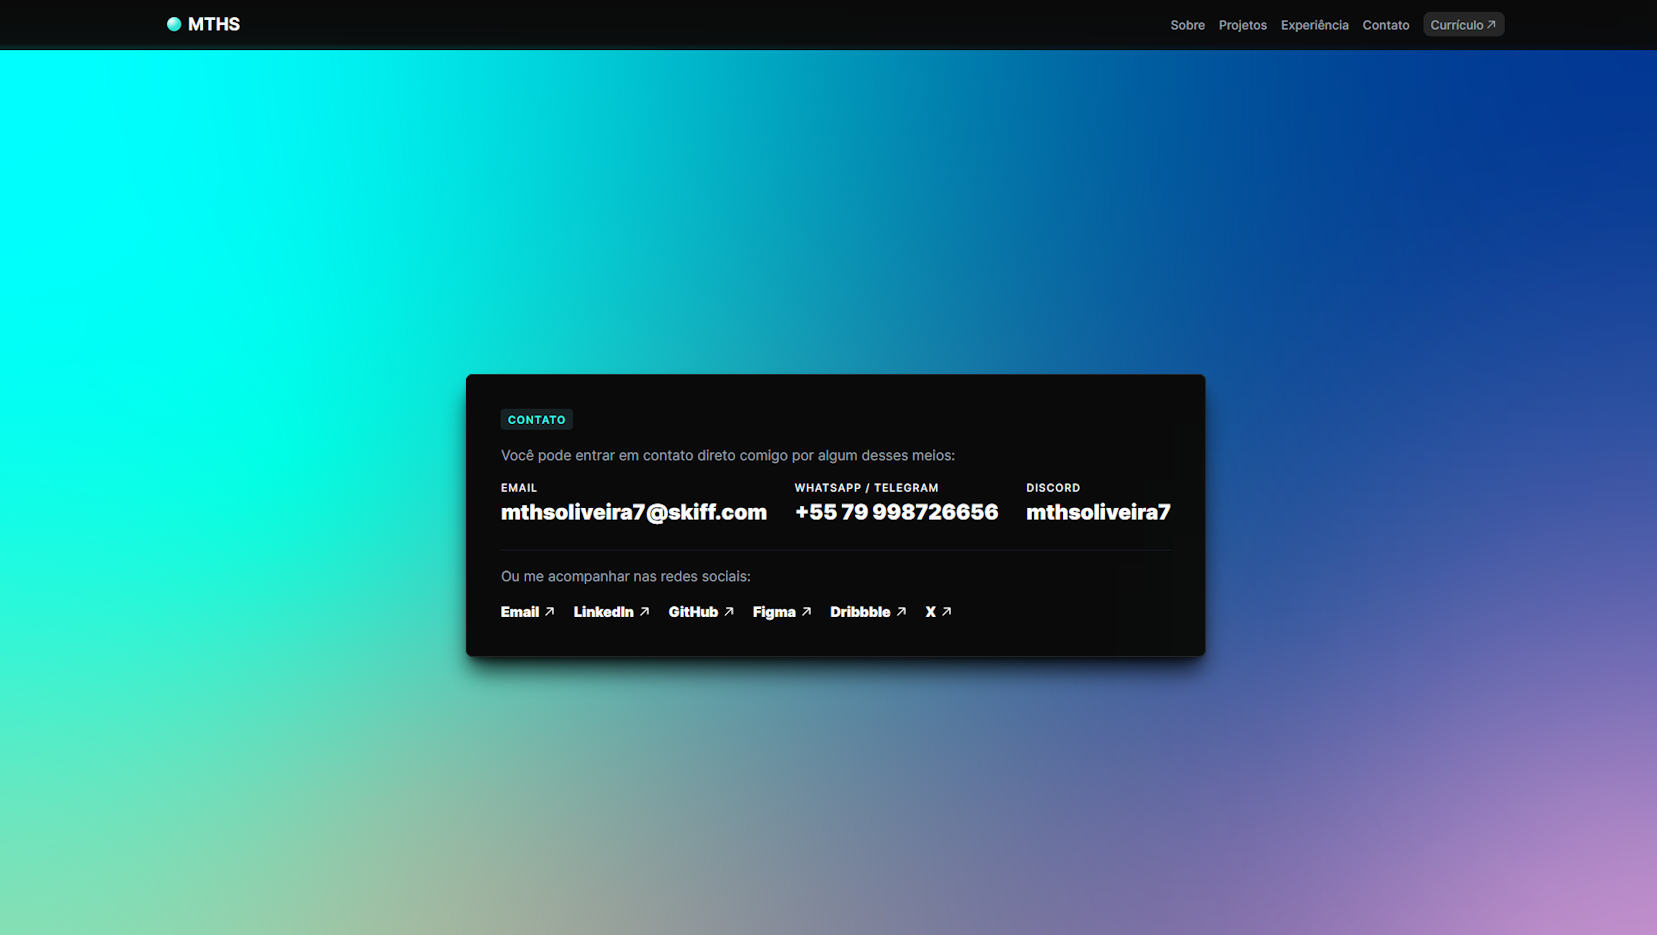 MTHS
Sobre Projetos Experiência Contato Currículo ↗
CONTATO
Você pode entrar em contato direto comigo por algum desses meios:
EMAIL WHATSAPP / TELEGRAM DISCORD
mthsoliveira7@skiff.com +55 79 998726656 mthsoliveira7
Ou me acompanhar nas redes sociais:
Email ↗ LinkedIn ↗ GitHub ↗ Figma ↗ Dribbble ↗ X ↗